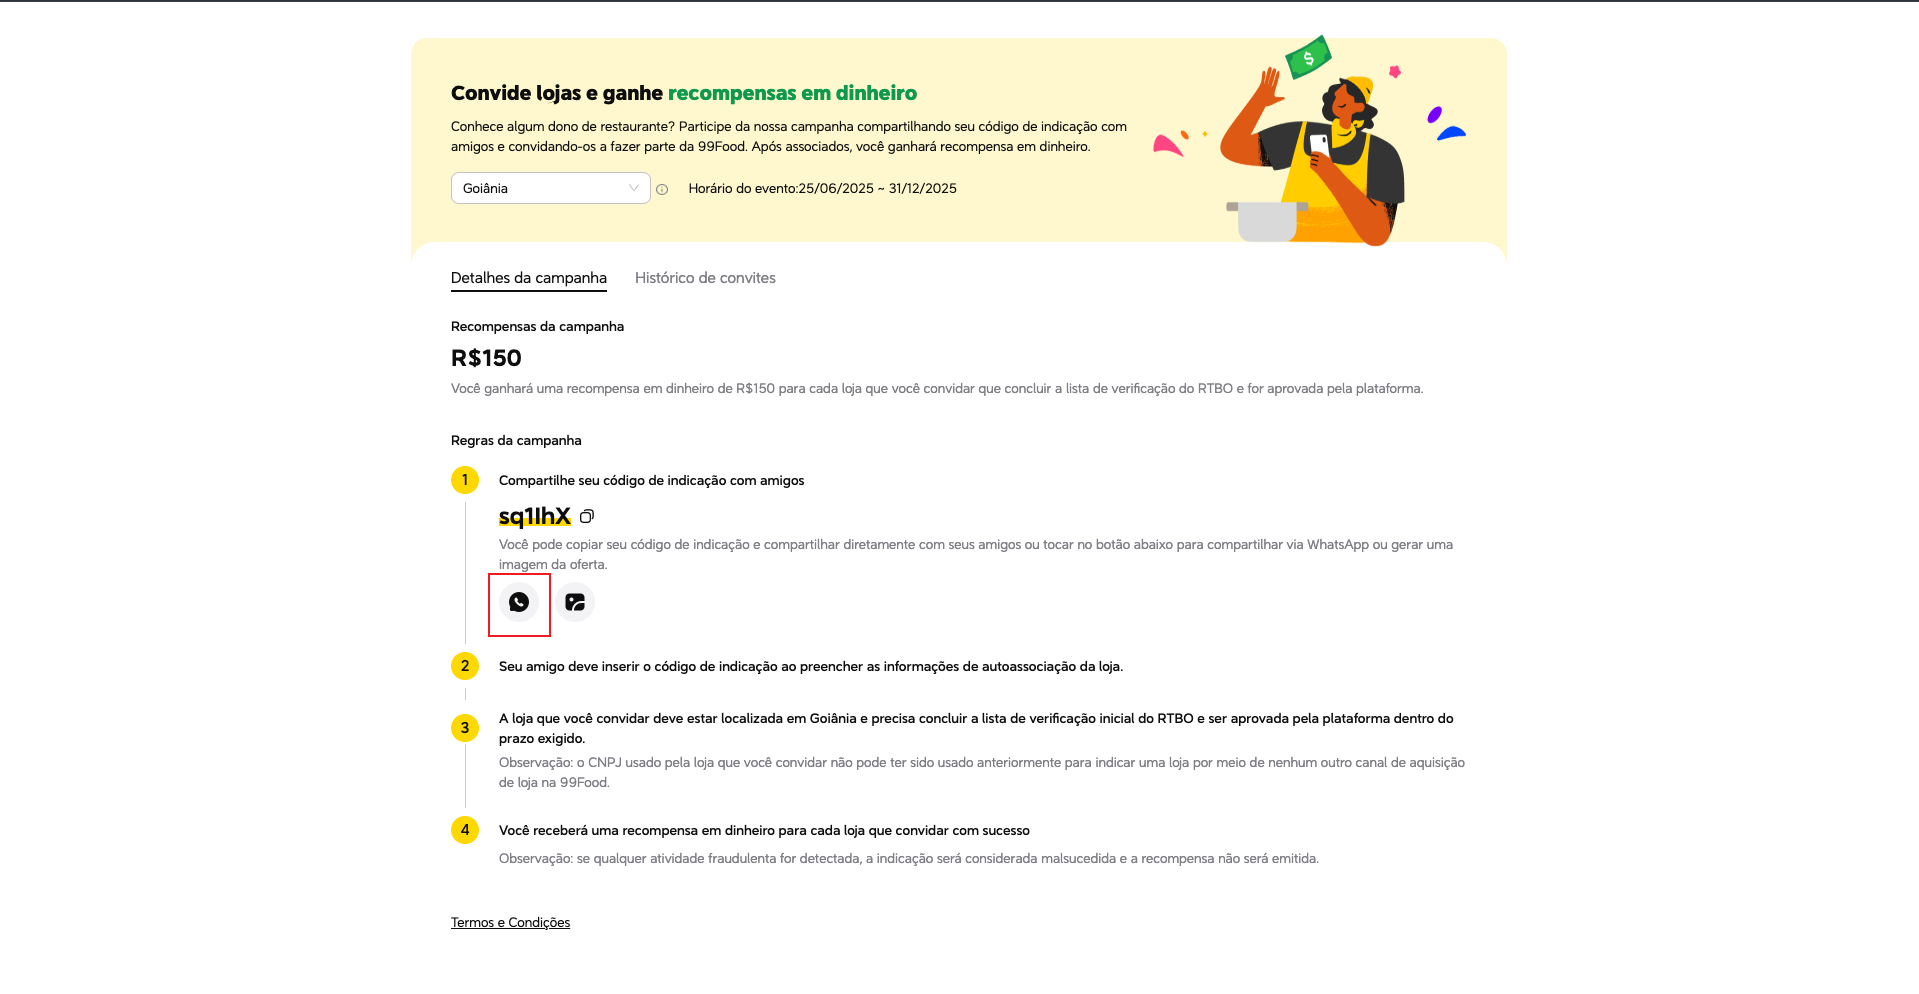 Convide lojas e ganhe recompensas em dinheiro
Conhece algum dono de restaurante? Participe da nossa campanha compartilhando seu código de indicação com
amigos e convidando-os a fazer parte da 99Food. Após associados, você ganhará recompensa em dinheiro.
Goiânia
Horário do evento:25/06/2025 ~ 31/12/2025
$
Detalhes da campanha
Histórico de convites
Recompensas da campanha
R$150
Você ganhará uma recompensa em dinheiro de R$150 para cada loja que você convidar que concluir a lista de verificação do RTBO e for aprovada pela plataforma.
Regras da campanha
1
Compartilhe seu código de indicação com amigos
sq1IhX
Você pode copiar seu código de indicação e compartilhar diretamente com seus amigos ou tocar no botão abaixo para compartilhar via WhatsApp ou gerar uma
imagem da oferta.
2
Seu amigo deve inserir o código de indicação ao preencher as informações de autoassociação da loja.
3
A loja que você convidar deve estar localizada em Goiânia e precisa concluir a lista de verificação inicial do RTBO e ser aprovada pela plataforma dentro do
prazo exigido.
Observação: o CNPJ usado pela loja que você convidar não pode ter sido usado anteriormente para indicar uma loja por meio de nenhum outro canal de aquisição
de loja na 99Food.
4
Você receberá uma recompensa em dinheiro para cada loja que convidar com sucesso
Observação: se qualquer atividade fraudulenta for detectada, a indicação será considerada malsucedida e a recompensa não será emitida.
Termos e Condições